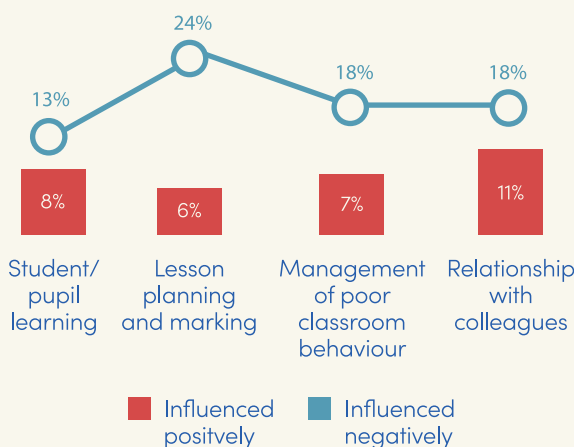 24%
13%
18%
18%
8%
6%
7%
11%
Student/
pupil
learning
Lesson
planning
and marking
Management
of poor
classroom
behaviour
Relationship
with
colleagues
Influenced
positvely
Influenced
negatively